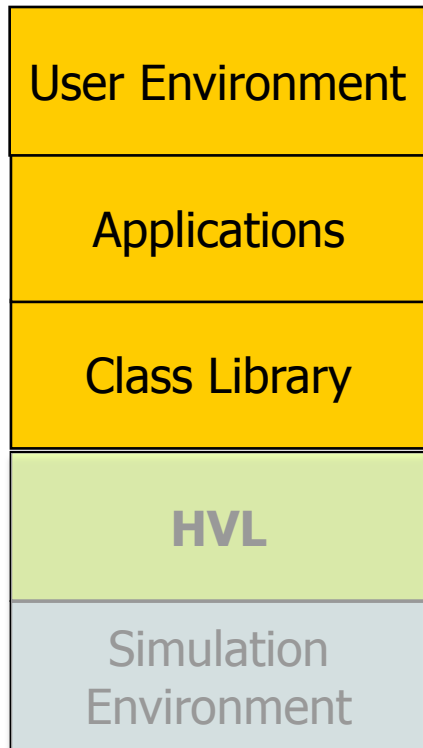 User Environment
Applications
Class Library
HVL
Simulation
Environment